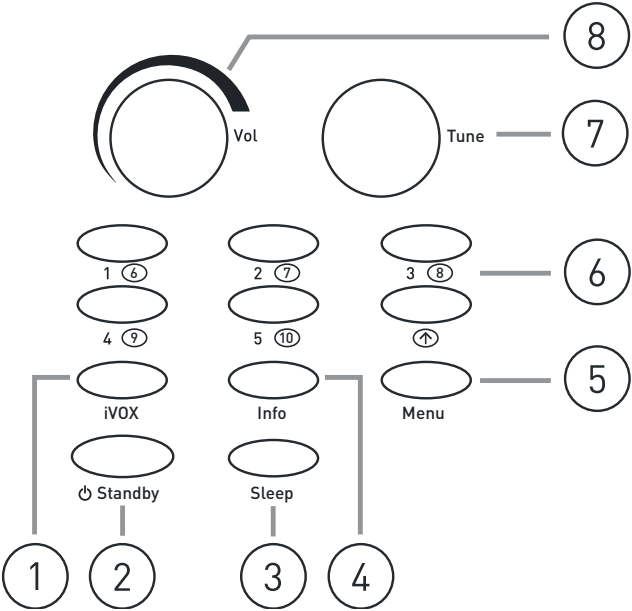 8
Vol
Tune
7
1 6
2 7
3 8
6
4 9
5 10
↑
5
iVOX
Info
Menu
Standby
Sleep
1
2
3
4